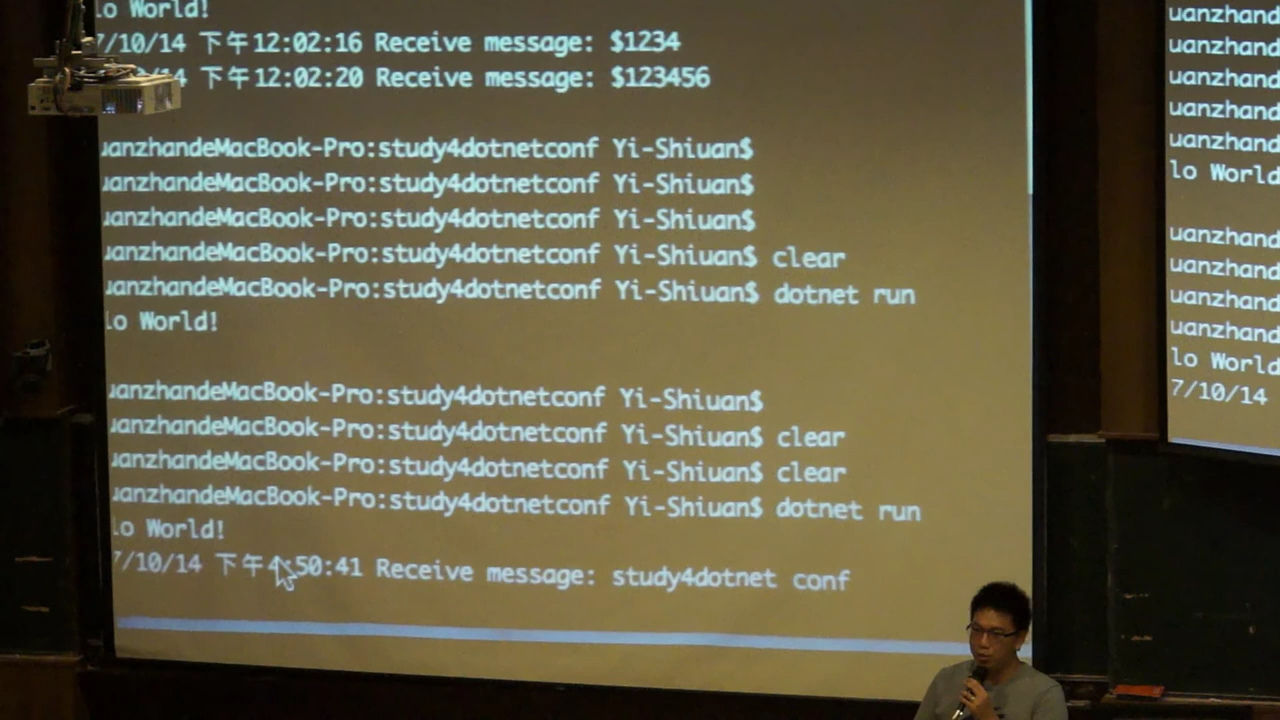 lo World!
7/10/14 下午12:02:16 Receive message: $1234
14 下午12:02:20 Receive message: $123456
uanzhandeMacBook-Pro:study4dotnetconf Yi-Shiuan$
uanzhandeMacBook-Pro:study4dotnetconf Yi-Shiuan$
uanzhandeMacBook-Pro:study4dotnetconf Yi-Shiuan$
uanzhandeMacBook-Pro:study4dotnetconf Yi-Shiuan$ clear
uanzhandeMacBook-Pro:study4dotnetconf Yi-Shiuan$ dotnet run
lo World!
uanzhandeMacBook-Pro:study4dotnetconf Yi-Shiuan$
uanzhandeMacBook-Pro:study4dotnetconf Yi-Shiuan$ clear
uanzhandeMacBook-Pro:study4dotnetconf Yi-Shiuan$ clear
uanzhandeMacBook-Pro:study4dotnetconf Yi-Shiuan$ dotnet run
lo World!
7/10/14 下午4:50:41 Receive message: study4dotnet conf
uanzhand
uanzhand
uanzhand
uanzhand
uanzhand
lo World
uanzhand
uanzhand
uanzhand
uanzhand
lo World
7/10/14